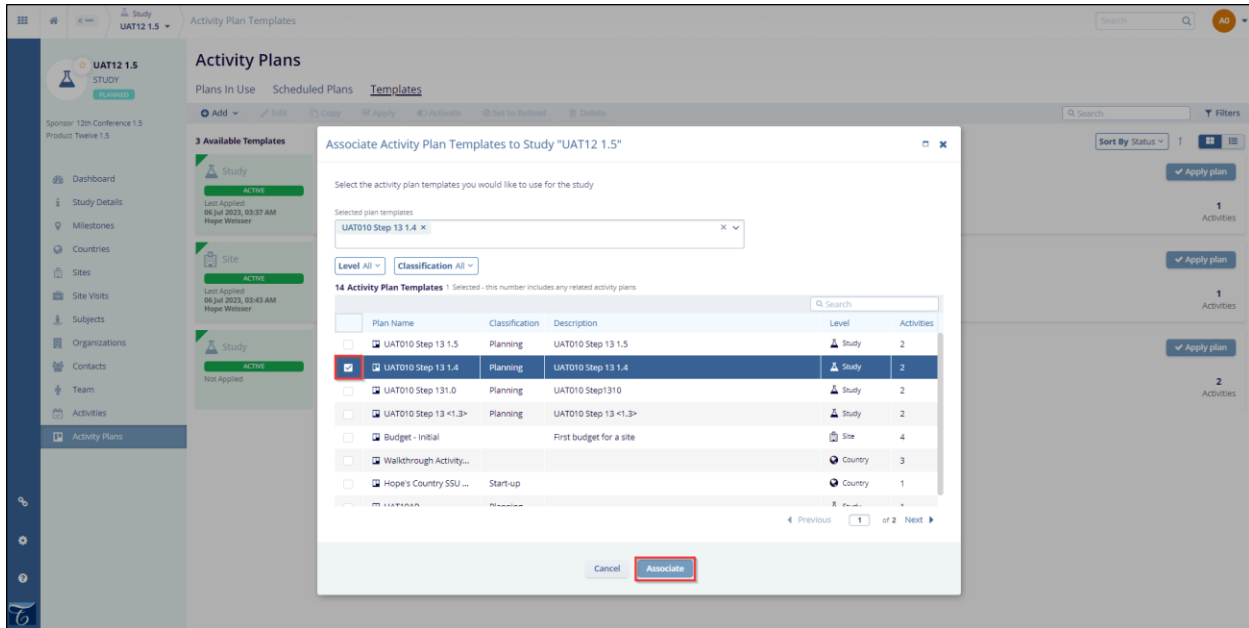 Study
UAT12 1.5
Activity Plan Templates
Search
AO
UAT12 1.5
STUDY
PLANNED
Sponsor 12th Conference 1.5
Product Twelve 1.5
Dashboard
Study Details
Milestones
Countries
Sites
Site Visits
Subjects
Organizations
Contacts
Team
Activities
Activity Plans
Activity Plans
Plans In Use Scheduled Plans Templates
Add Edit Copy Apply Activate Set to Retired Delete
Search
Filters
3 Available Templates
Sort By Status
Study
ACTIVE
Last Applied
06 Jul 2023, 03:37 AM
Hope Weisser
Apply plan
1
Activities
Site
ACTIVE
Last Applied
06 Jul 2023, 03:43 AM
Hope Weisser
Apply plan
1
Activities
Study
ACTIVE
Not Applied
Apply plan
2
Activities
Associate Activity Plan Templates to Study "UAT12 1.5"
Select the activity plan templates you would like to use for the study
Selected plan templates
UAT010 Step 13 1.4 ×
Level All Classification All
14 Activity Plan Templates 1 Selected - this number includes any related activity plans
Search
Plan Name Classification Description Level Activities
UAT010 Step 13 1.5 Planning UAT010 Step 13 1.5 Study 2
UAT010 Step 13 1.4 Planning UAT010 Step 13 1.4 Study 2
UAT010 Step 131.0 Planning UAT010 Step1310 Study 2
UAT010 Step 13 <1.3> Planning UAT010 Step 13 <1.3> Study 2
Budget - Initial First budget for a site Site 4
Walkthrough Activity... Country 3
Hope's Country SSU ... Start-up Country 1
Planning Study 1
Previous 1 of 2 Next
Cancel Associate